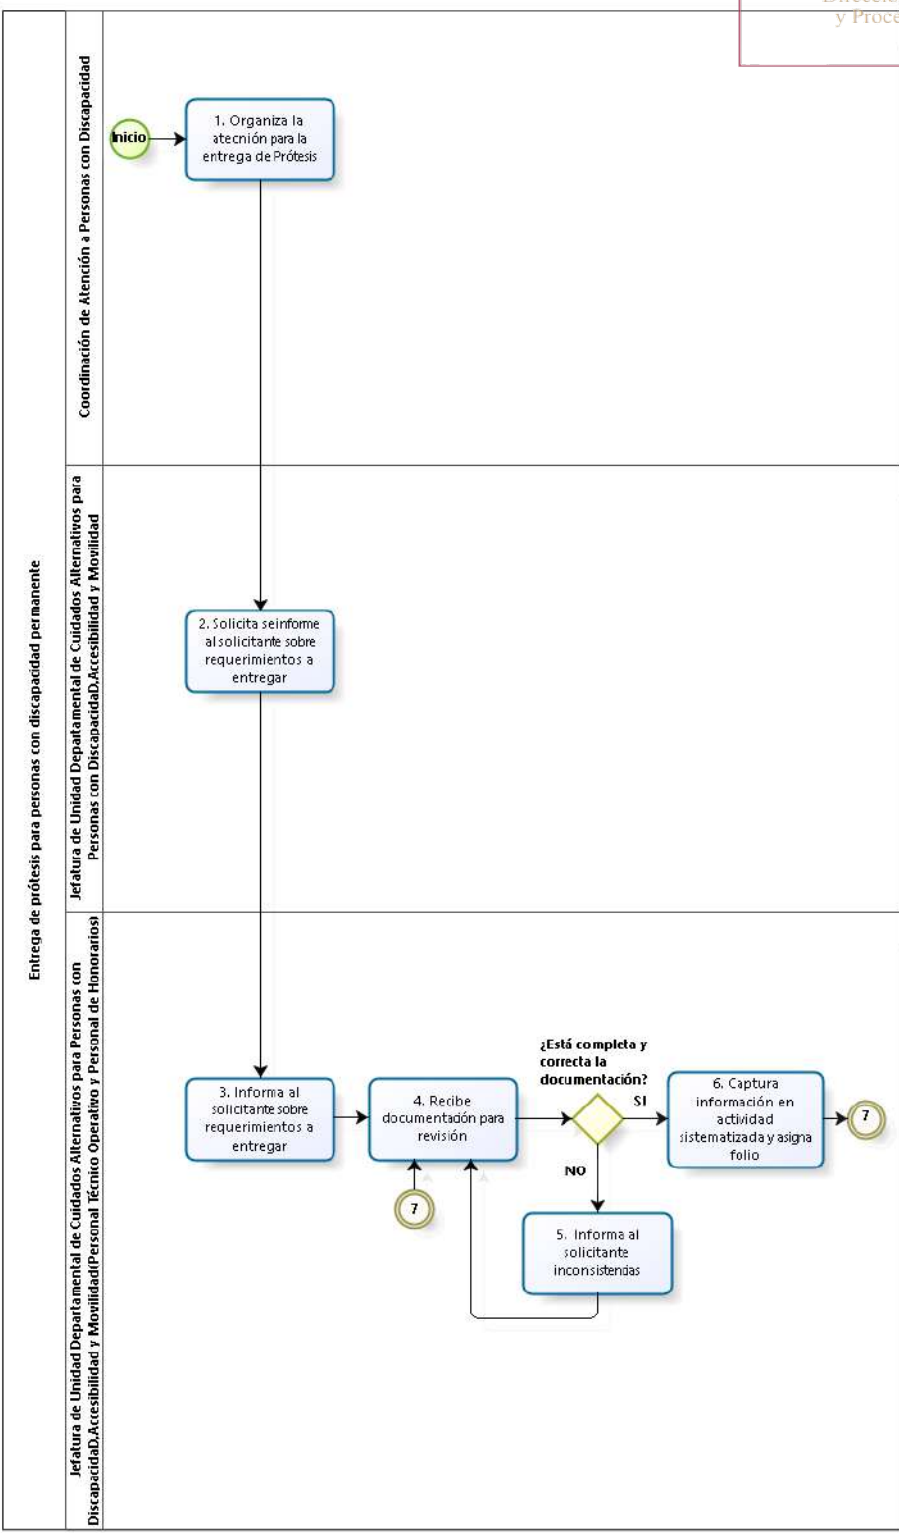 y Proce
Entrega de prótesis para personas con discapacidad permanente
Coordinación de Atención a Personas con Discapacidad
Inicio
1. Organiza la
atecnión para la
entrega de Prótesis
Jefatura de Unidad Departamental de Cuidados Alternativos para
Personas con DiscapacidaD,Accesibilidad y Movilidad
2. Solicita se informe
al solicitante sobre
requerimientos a
entregar
Jefatura de Unidad Departamental de Cuidados Alternativos para Personas con
DiscapacidaD,Accesibilidad y Movilidad(Personal Técnico Operativo y Personal de Honorarios)
3. Informa al
solicitante sobre
requerimientos a
entregar
4. Recibe
documentación para
revisión
7
¿Está completa y
correcta la
documentación?
SI
NO
5. Informa al
solicitante
inconsistencias
6. Captura
información en
actividad
sistematizada y asigna
folio
7